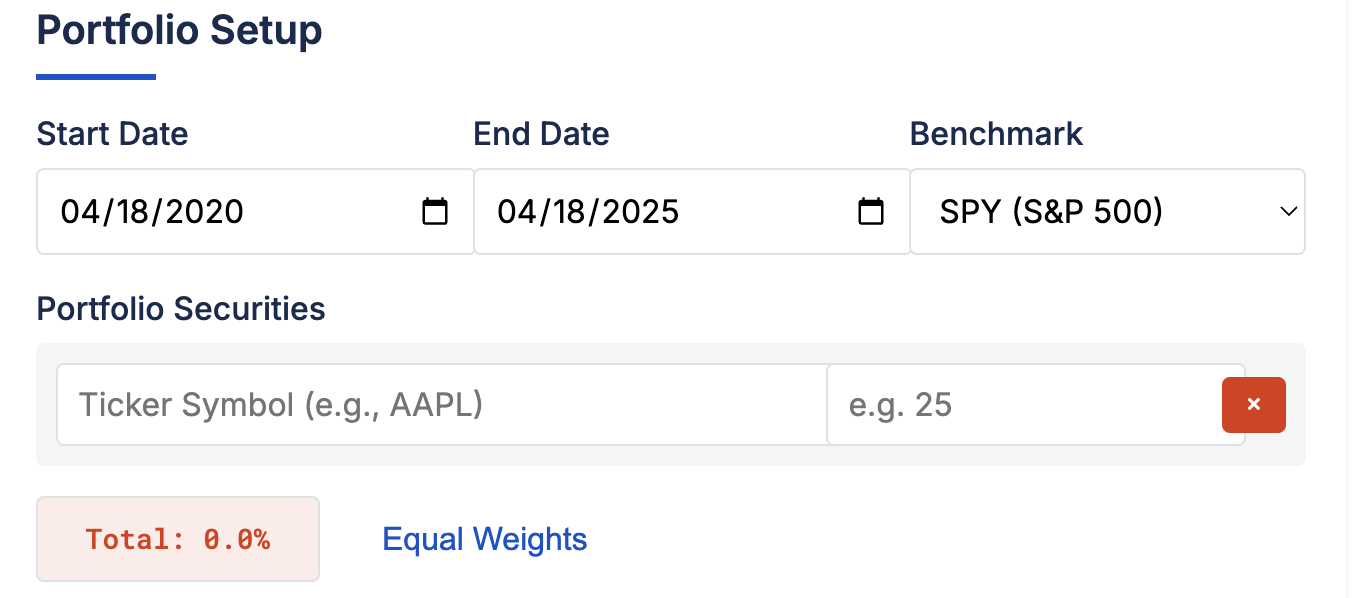 Portfolio Setup
Start Date End Date Benchmark
04/18/2020 04/18/2025 SPY (S&P 500)
Portfolio Securities
Ticker Symbol (e.g., AAPL) e.g. 25 ×
Total: 0.0% Equal Weights